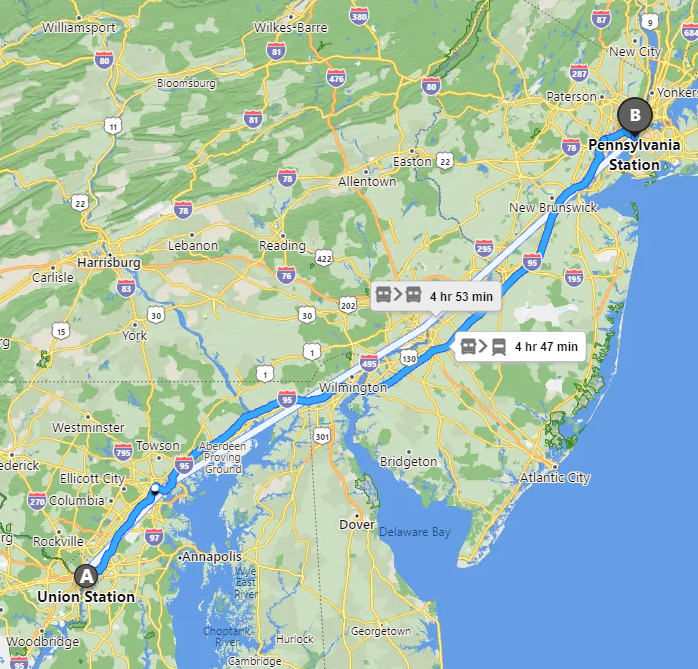 Williamsport
Wilkes-Barre
380
87
9
684
New City
81
80
476
287
80
Bloomsburg
Paterson
Yonkers
B
11
81
78
Pennsylvania
Station
Easton
22
Allentown
78
22
78
New Brunswick
Lebanon
Reading
295
422
Harrisburg
95
Carlisle
76
195
83
4 hr 53 min
202
30
30
15
York
rg
1
4 hr 47 min
130
495
1
Wilmington
95
Westminster
301
Towson
795
Aberdeen
Proving
Ground
95
ederick
Bridgeton
Ellicott City
Atlantic City
270
Columbia
Dover
Delaware Bay
97
Rockville
rg
Annapolis
A
Wye
East
River
Union Station
Choptank
River
Georgetown
Hurlock
Woodbridge
95
Cambridge